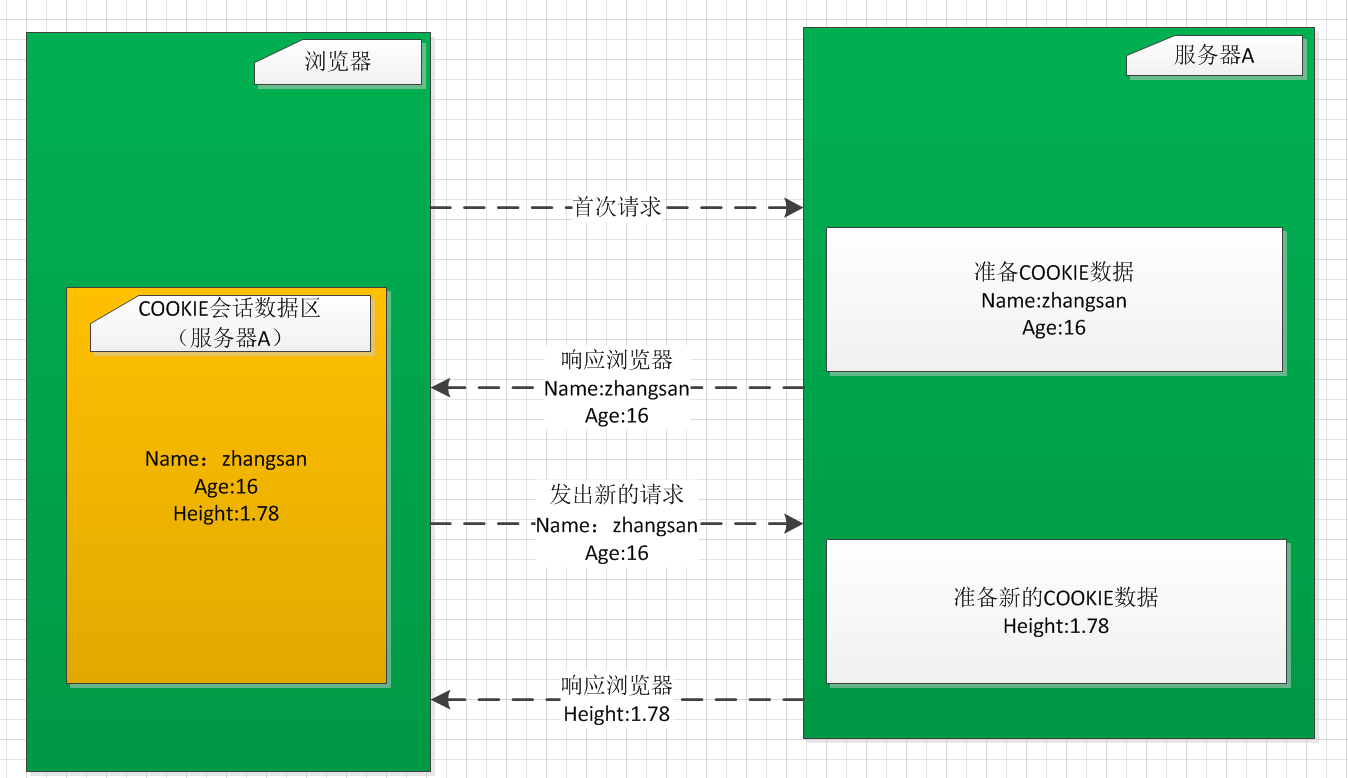 浏览器
服务器A
首次请求
准备COOKIE数据
Name:zhangsan
Age:16
COOKIE会话数据区
（服务器A）
响应浏览器
Name:zhangsan
Age:16
Name：zhangsan
Age:16
Height:1.78
发出新的请求
Name：zhangsan
Age:16
准备新的COOKIE数据
Height:1.78
响应浏览器
Height:1.78